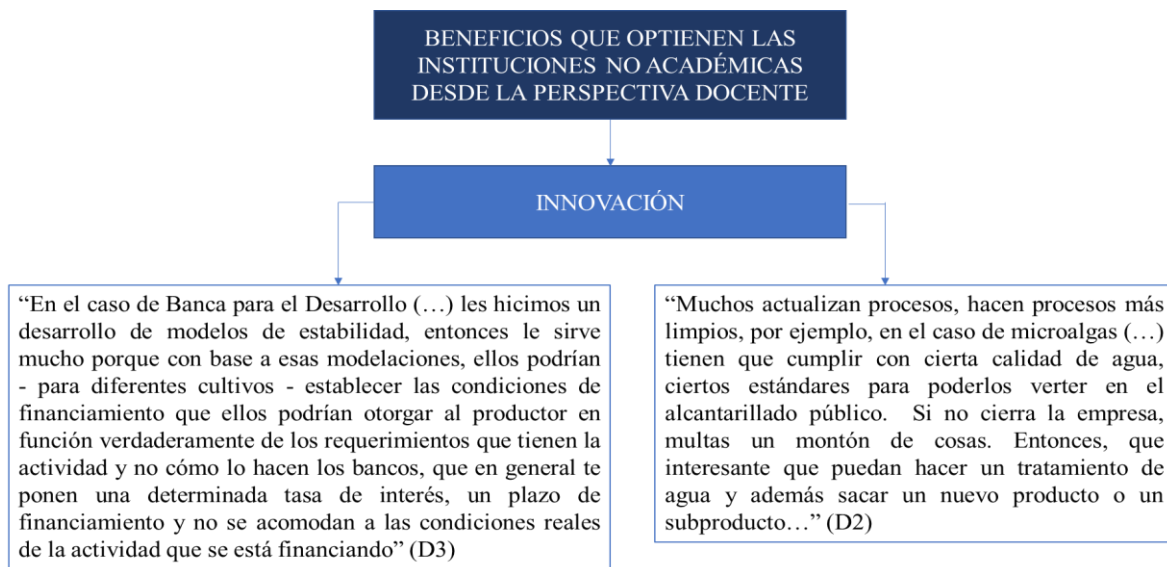 BENEFICIOS QUE OPTIENEN LAS
INSTITUCIONES NO ACADÉMICAS
DESDE LA PERSPECTIVA DOCENTE
INNOVACIÓN
“En el caso de Banca para el Desarrollo (…) les hicimos un
desarrollo de modelos de estabilidad, entonces le sirve
mucho porque con base a esas modelaciones, ellos podrían
- para diferentes cultivos - establecer las condiciones de
financiamiento que ellos podrían otorgar al productor en
función verdaderamente de los requerimientos que tienen la
actividad y no cómo lo hacen los bancos, que en general te
ponen una determinada tasa de interés, un plazo de
financiamiento y no se acomodan a las condiciones reales
de la actividad que se está financiando” (D3)
“Muchos actualizan procesos, hacen procesos más
limpios, por ejemplo, en el caso de microalgas (…)
tienen que cumplir con cierta calidad de agua,
ciertos estándares para poderlos verter en el
alcantarillado público. Si no cierra la empresa,
multas un montón de cosas. Entonces, que
interesante que puedan hacer un tratamiento de
agua y además sacar un nuevo producto o un
subproducto…” (D2)